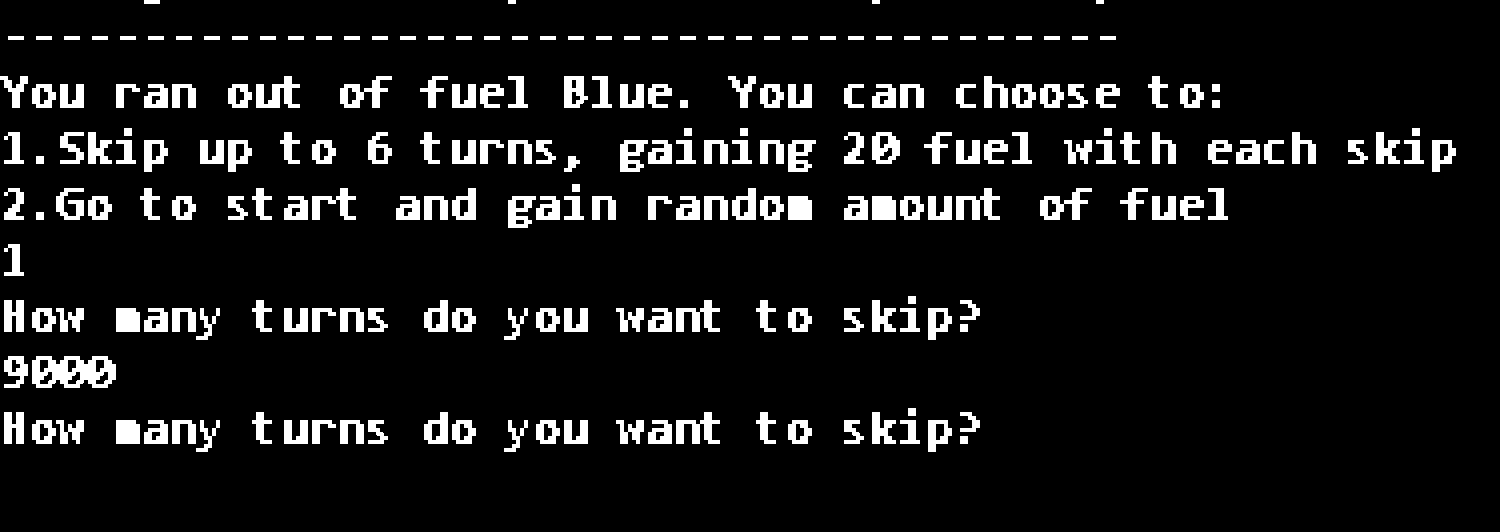 ----------------------------------------
You ran out of fuel Blue. You can choose to:
1.Skip up to 6 turns, gaining 20 fuel with each skip
2.Go to start and gain random amount of fuel
1
How many turns do you want to skip?
9000
How many turns do you want to skip?